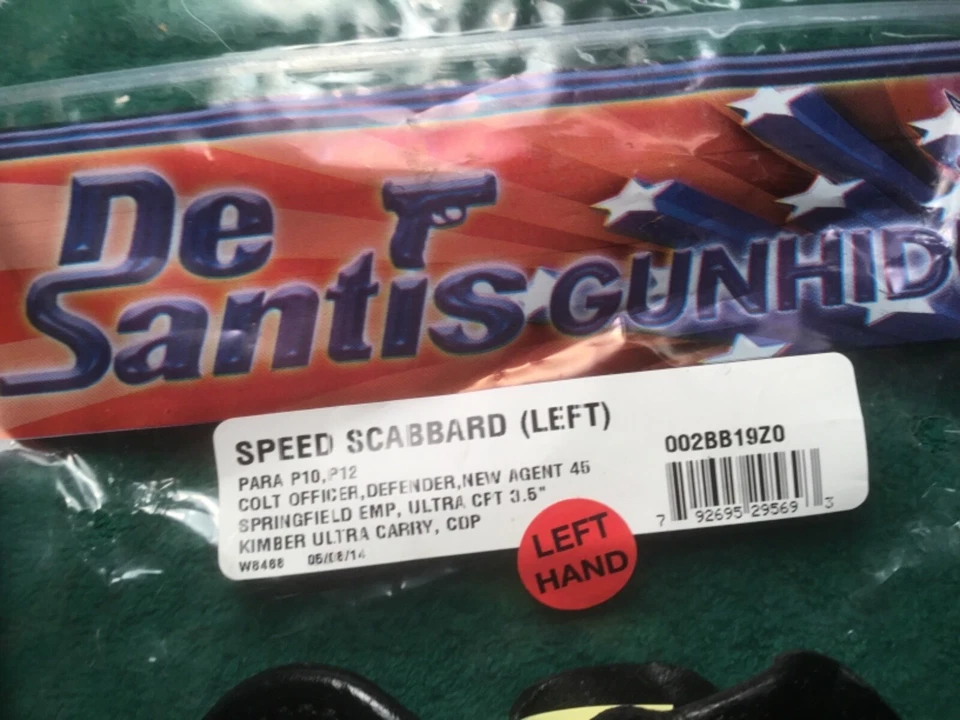 De
Santis GUNHID
SPEED SCABBARD (LEFT)
PARA P10,P12
COLT OFFICER,DEFENDER,NEW AGENT 45
SPRINGFIELD EMP, ULTRA CFT 3.5"
KIMBER ULTRA CARRY, CDP
W8468 05/08/14
002BB19Z0
7 92695 29569 3
LEFT
HAND